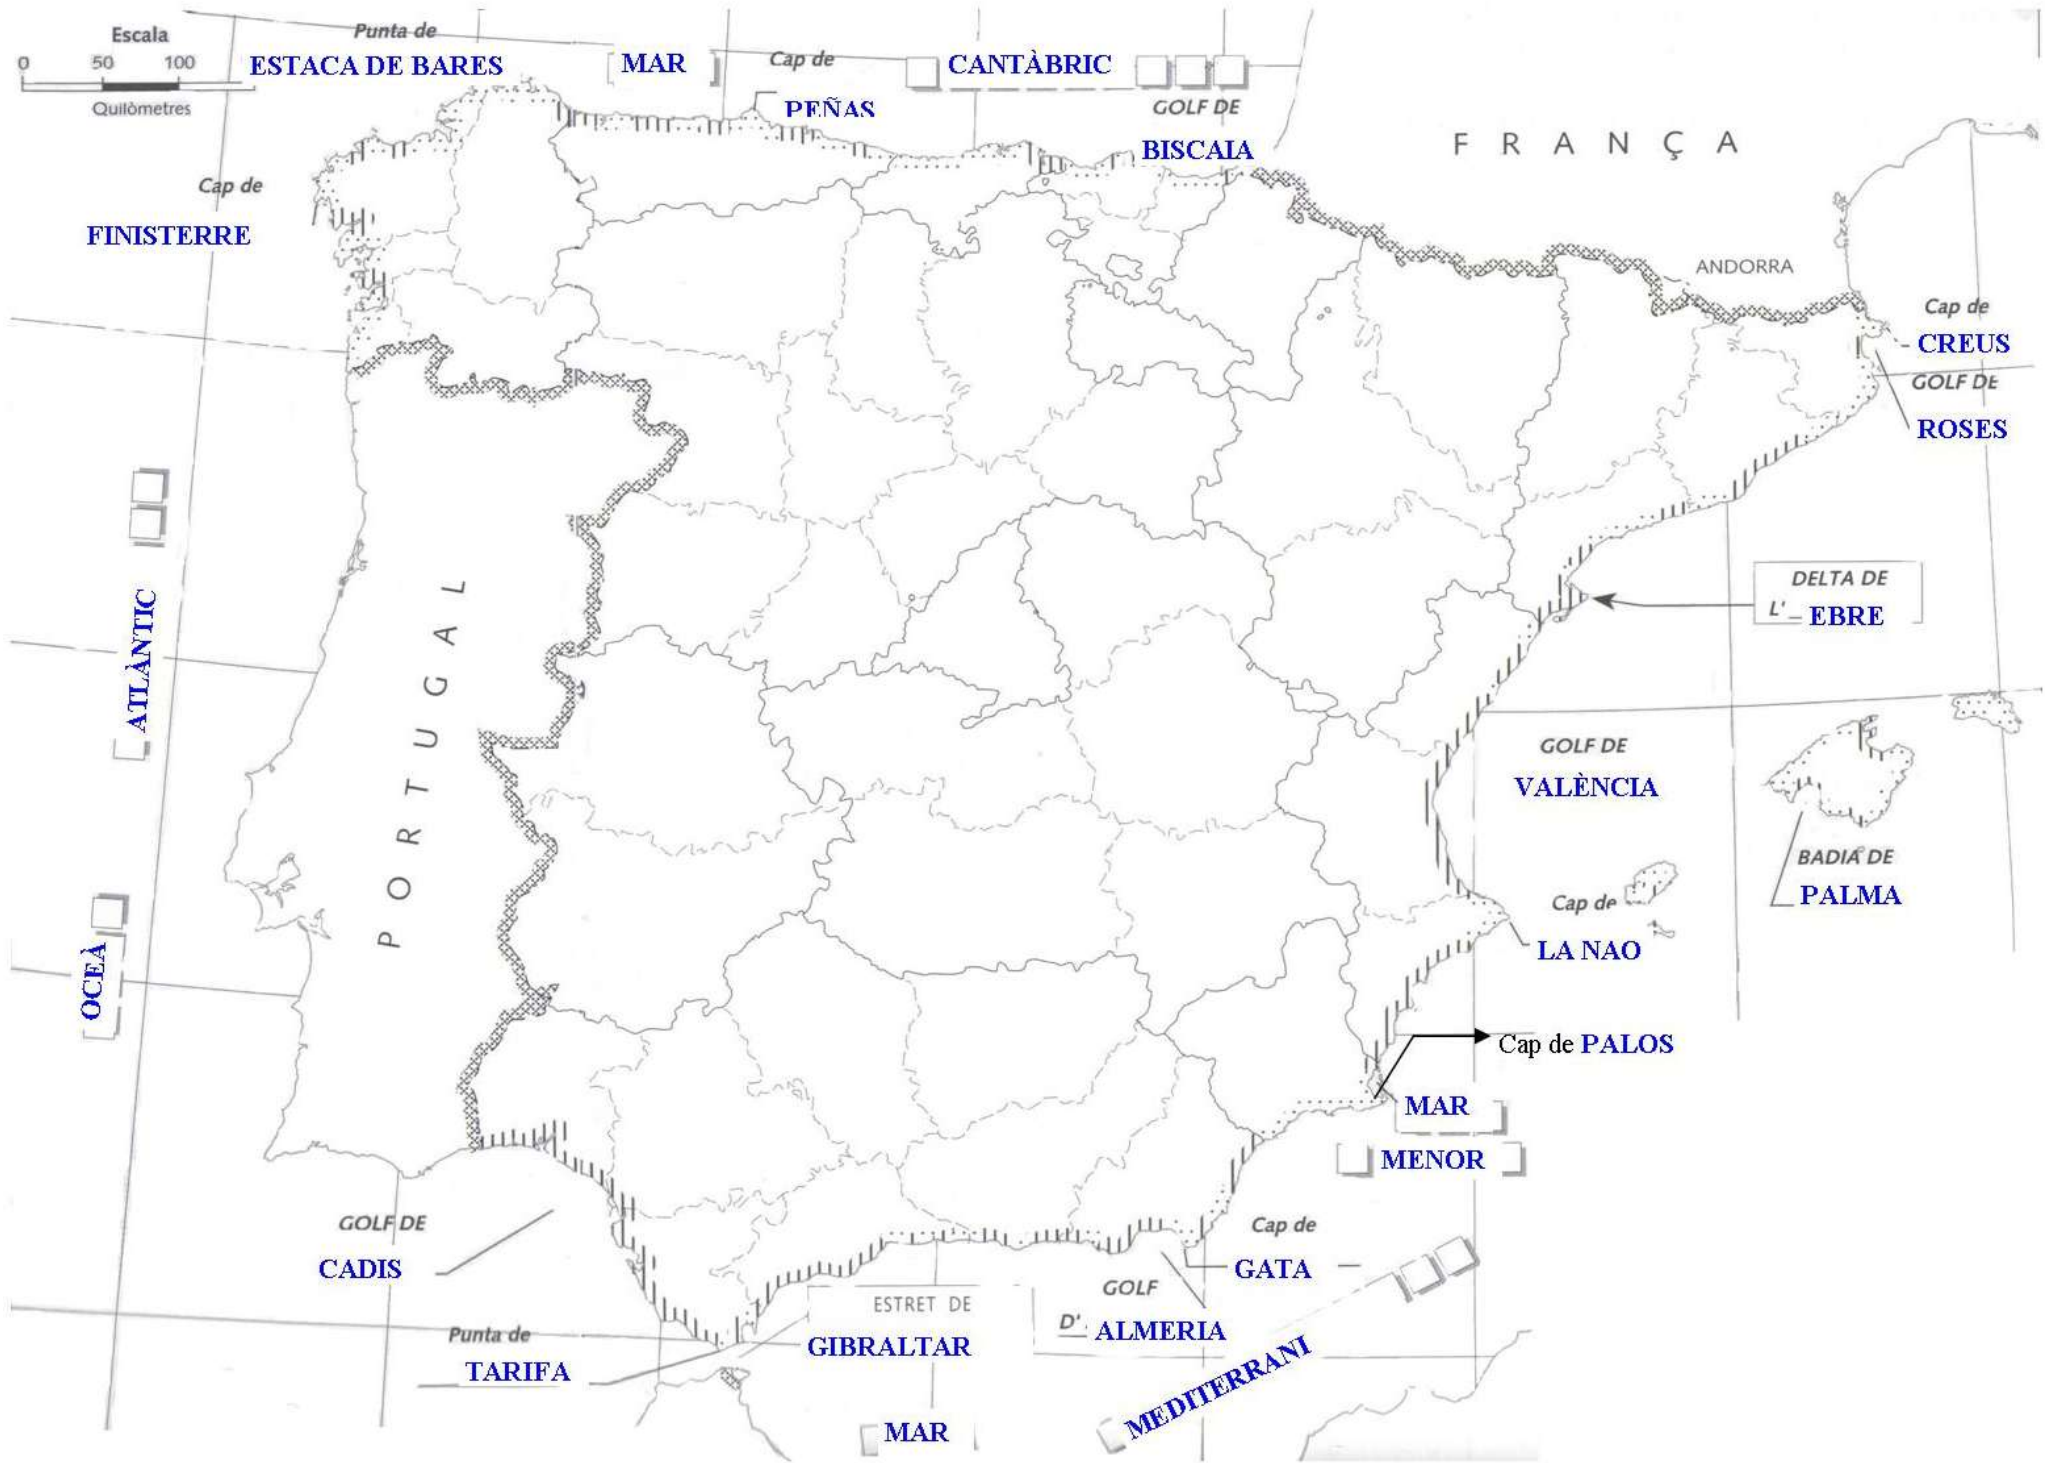 Escala
0 50 100
Quilòmetres
Punta de
ESTACA DE BARES
MAR
Cap de
PEÑAS
CANTÀBRIC
GOLF DE
BISCAIA
FRANÇA
Cap de
FINISTERRE
ANDORRA
Cap de
CREUS
GOLF DE
ROSES
DELTA DE
L' EBRE
ATLÀNTIC
OCEÀ
PORTUGAL
GOLF DE
VALÈNCIA
BADIA DE
PALMA
Cap de
LA NAO
Cap de PALOS
MAR
MENOR
GOLF DE
CADIS
Cap de
GATA
GOLF
D' ALMERIA
ESTRET DE
GIBRALTAR
Punta de
TARIFA
MAR
MEDITERRANI